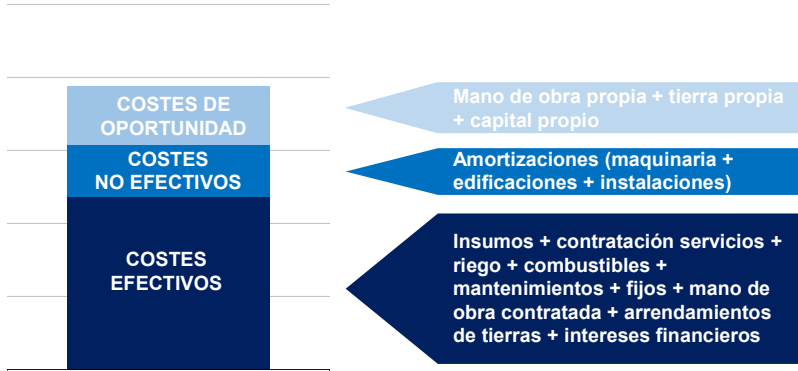 COSTES DE
OPORTUNIDAD
Mano de obra propia + tierra propia
+ capital propio
COSTES
NO EFECTIVOS
Amortizaciones (maquinaria +
edificaciones + instalaciones)
COSTES
EFECTIVOS
Insumos + contratación servicios +
riego + combustibles +
mantenimientos + fijos + mano de
obra contratada + arrendamientos
de tierras + intereses financieros